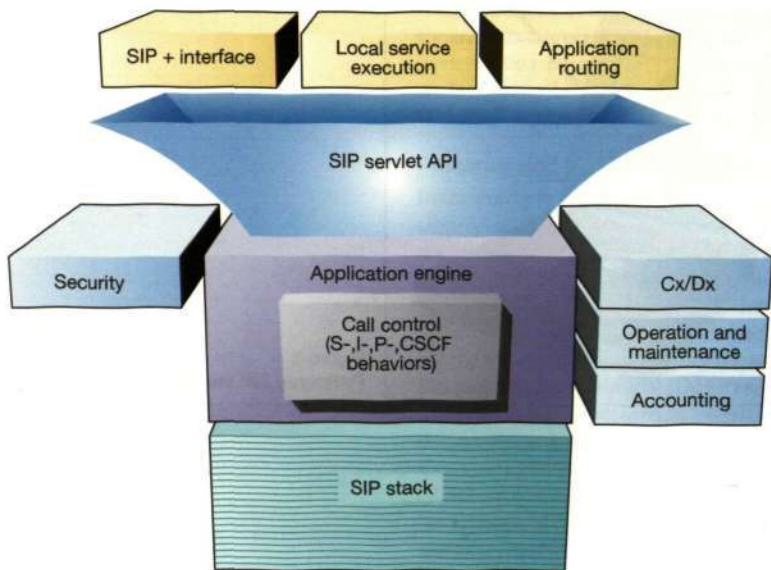 SIP + interface
Local service
execution
Application
routing
SIP servlet API
Security
Application engine
Call control
(S-,I-,P-,CSCF
behaviors)
Cx/Dx
Operation and
maintenance
Accounting
SIP stack